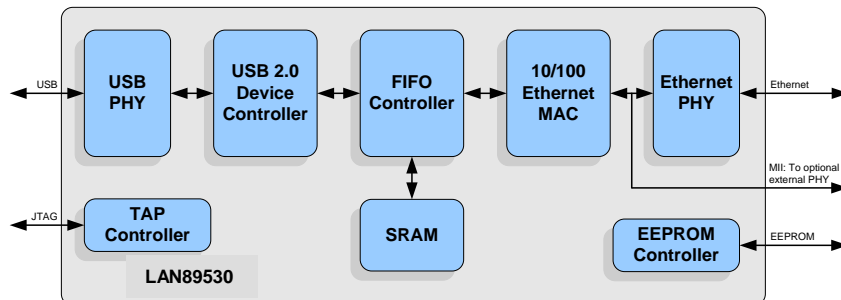 USB
USB
PHY
USB 2.0
Device
Controller
FIFO
Controller
10/100
Ethernet
MAC
Ethernet
PHY
Ethernet
MII: To optional
external PHY
JTAG
TAP
Controller
SRAM
EEPROM
Controller
EEPROM
LAN89530